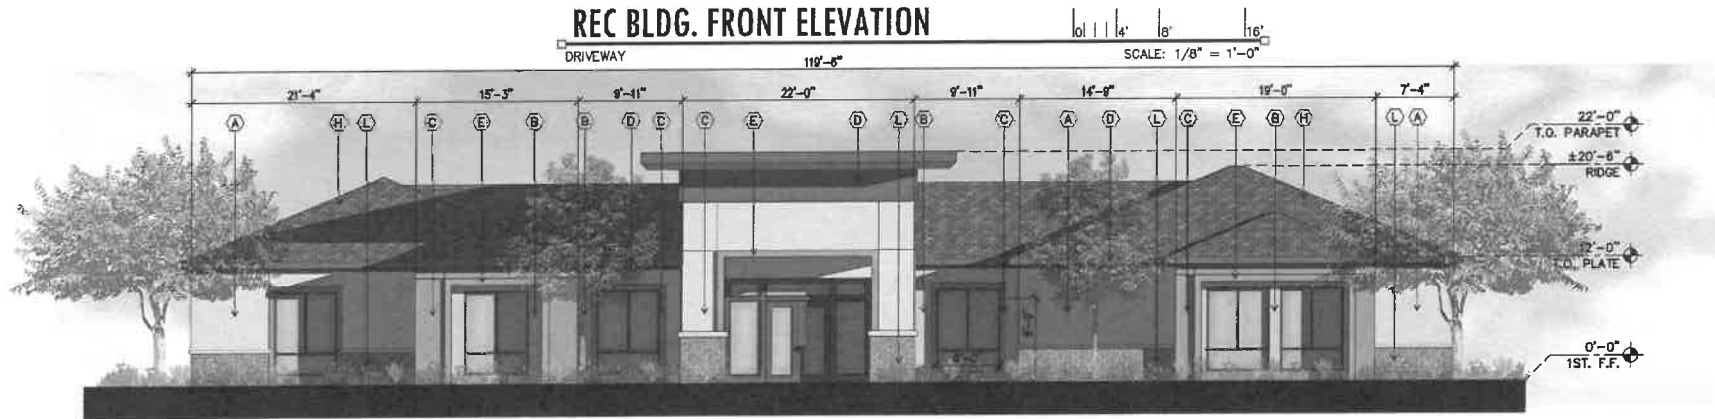 REC BLDG. FRONT ELEVATION
0 4' 8' 16'
DRIVEWAY
SCALE: 1/8" = 1'-0"
119'-6"
21'-4" 15'-3" 9'-11" 22'-0" 9'-11" 14'-9" 19'-0" 7'-4"
A H L C E B B D C C E D L B C A D L C E B H L A
22'-0"
T.O. PARAPET
±20'-6"
RIDGE
12'-0"
T.O. PLATE
0'-0"
1ST. F.F.